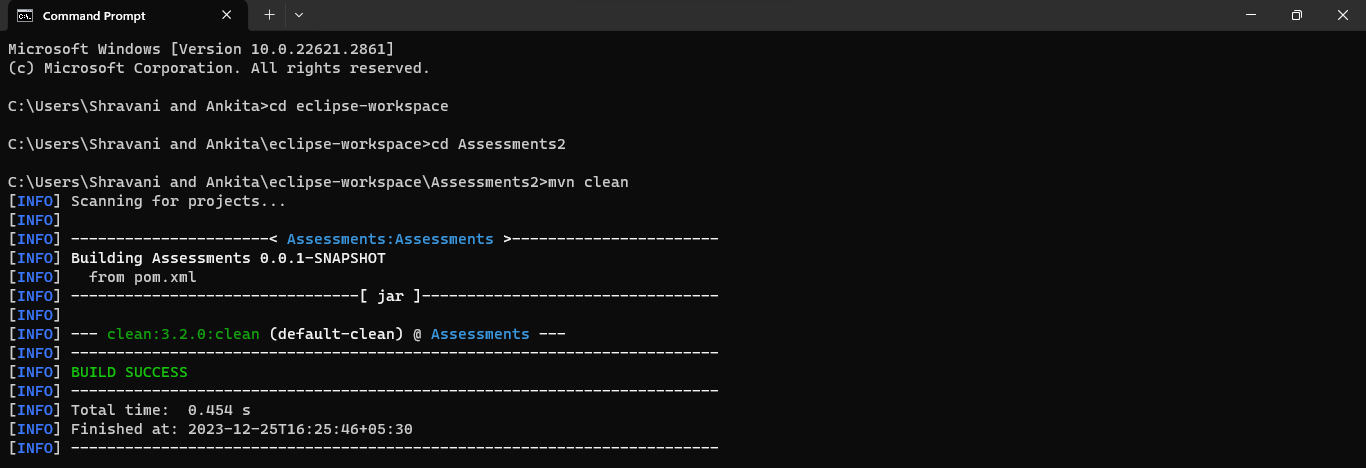 Command Prompt
Microsoft Windows [Version 10.0.22621.2861]
(c) Microsoft Corporation. All rights reserved.
C:\Users\Shravani and Ankita>cd eclipse-workspace
C:\Users\Shravani and Ankita\eclipse-workspace>cd Assessments2
C:\Users\Shravani and Ankita\eclipse-workspace\Assessments2>mvn clean
[INFO] Scanning for projects...
[INFO]
[INFO] ----------------------< Assessments:Assessments >-----------------------
[INFO] Building Assessments 0.0.1-SNAPSHOT
[INFO]   from pom.xml
[INFO] --------------------------------[ jar ]---------------------------------
[INFO]
[INFO] --- clean:3.2.0:clean (default-clean) @ Assessments ---
[INFO] ------------------------------------------------------------------------
[INFO] BUILD SUCCESS
[INFO] ------------------------------------------------------------------------
[INFO] Total time:  0.454 s
[INFO] Finished at: 2023-12-25T16:25:46+05:30
[INFO] ------------------------------------------------------------------------